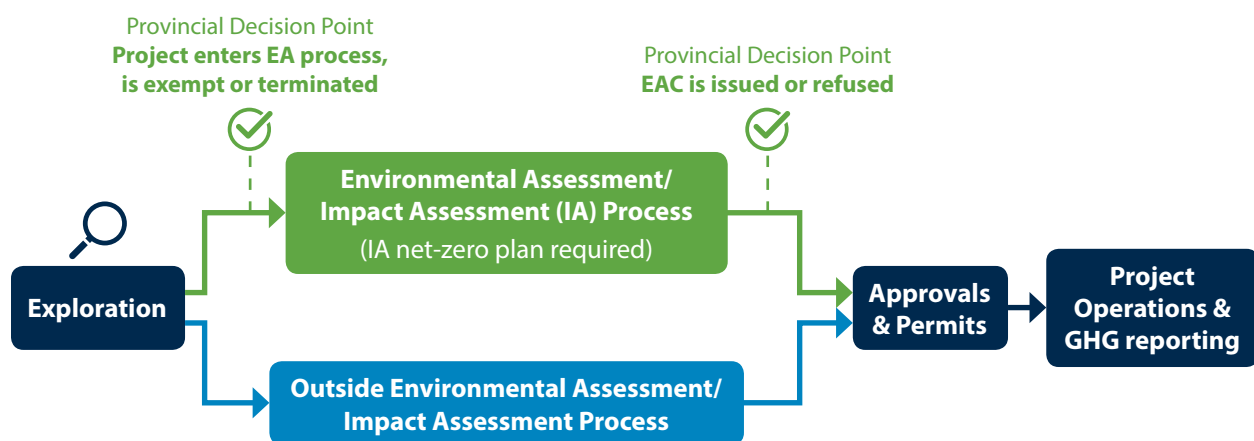 Provincial Decision Point
Project enters EA process,
is exempt or terminated
Provincial Decision Point
EAC is issued or refused
Environmental Assessment/
Impact Assessment (IA) Process
(IA net-zero plan required)
Exploration
Approvals
& Permits
Project
Operations &
GHG reporting
Outside Environmental Assessment/
Impact Assessment Process